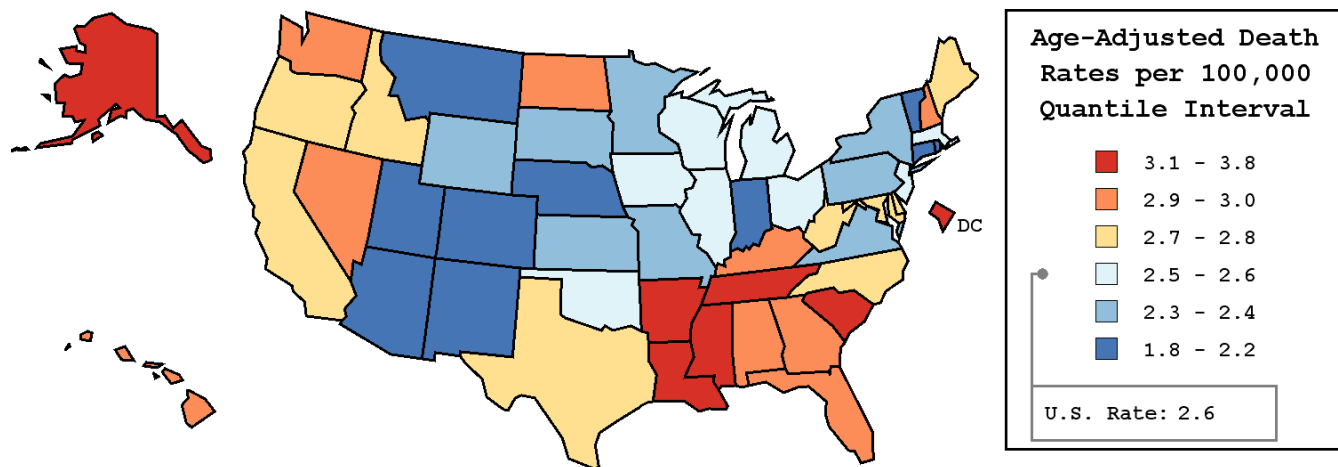 Age-Adjusted Death
Rates per 100,000
Quantile Interval
3.1 - 3.8
2.9 - 3.0
2.7 - 2.8
2.5 - 2.6
2.3 - 2.4
1.8 - 2.2
U.S. Rate: 2.6
DC